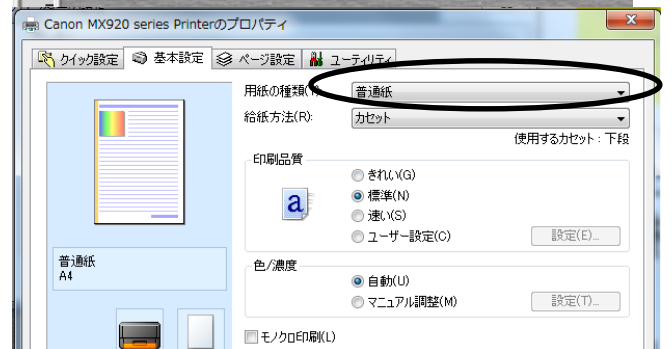 Canon MX920 series Printerのプロパティ
クイック設定 基本設定 ページ設定 ユーティリティ
用紙の種類(Y): 普通紙
給紙方法(R): カセット
使用するカセット : 下段
印刷品質
きれい(G)
a 標準(N)
速い(S)
ユーザー設定(C) 設定(E)...
普通紙
A4
色/濃度
自動(U)
マニュアル調整(M) 設定(T)...
モノクロ印刷(L)